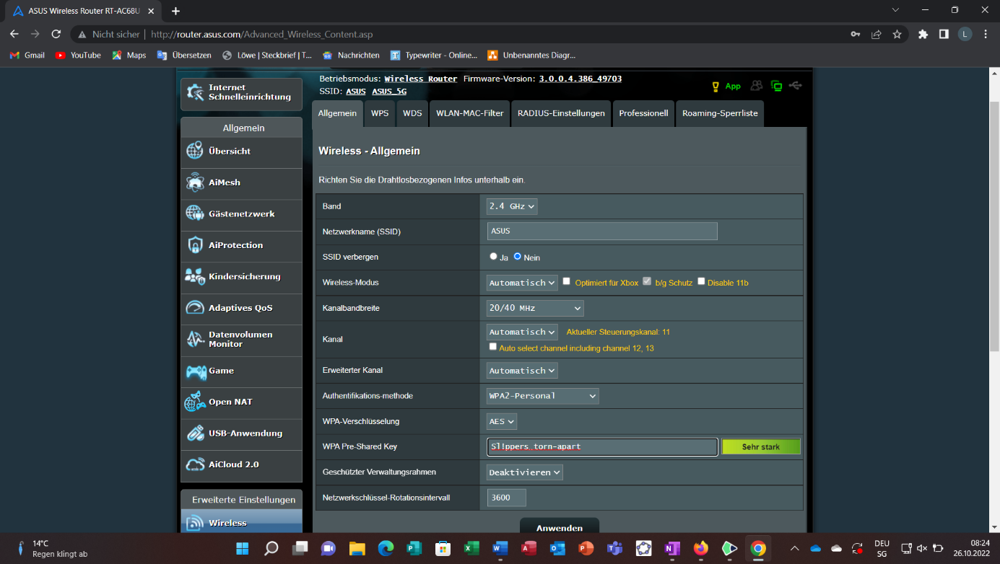 ASUS Wireless Router RT-AC68U
Nicht sicher | http://router.asus.com/Advanced_Wireless_Content.asp
L
Gmail YouTube Maps Übersetzen Löwe | Steckbrief | T... Nachrichten Typewriter - Online... Unbenanntes Diagr...
Internet
Schnelleinrichtung
Allgemein
Übersicht
AiMesh
Gästenetzwerk
AiProtection
Kindersicherung
Adaptives QoS
Datenvolumen
Monitor
Game
Open NAT
USB-Anwendung
AiCloud 2.0
Erweiterte Einstellungen
Wireless
Betriebsmodus: Wireless Router Firmware-Version: 3.0.0.4.386_49703
SSID: ASUS ASUS_5G
App
Allgemein WPS WDS WLAN-MAC-Filter RADIUS-Einstellungen Professionell Roaming-Sperrliste
Wireless - Allgemein
Richten Sie die Drahtlosbezogenen Infos unterhalb ein.
Band 2.4 GHz
Netzwerkname (SSID) ASUS
SSID verbergen Ja Nein
Wireless-Modus Automatisch Optimiert für Xbox b/g Schutz Disable 11b
Kanalbandbreite 20/40 MHz
Kanal Automatisch Aktueller Steuerungskanal: 11
Auto select channel including channel 12, 13
Erweiterter Kanal Automatisch
Authentifikations-methode WPA2-Personal
WPA-Verschlüsselung AES
WPA Pre-Shared Key Sl!ppers torn-apart Sehr stark
Geschützter Verwaltungsrahmen Deaktivieren
Netzwerkschlüssel-Rotationsintervall 3600
Anwenden
14°C
Regen klingt ab
DEU
SG
08:24
26.10.2022